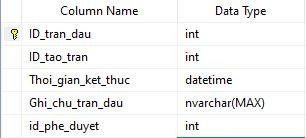 Column Name Data Type
ID_tran_dau int
ID_tao_tran int
Thoi_gian_ket_thuc datetime
Ghi_chu_tran_dau nvarchar(MAX)
id_phe_duyet int